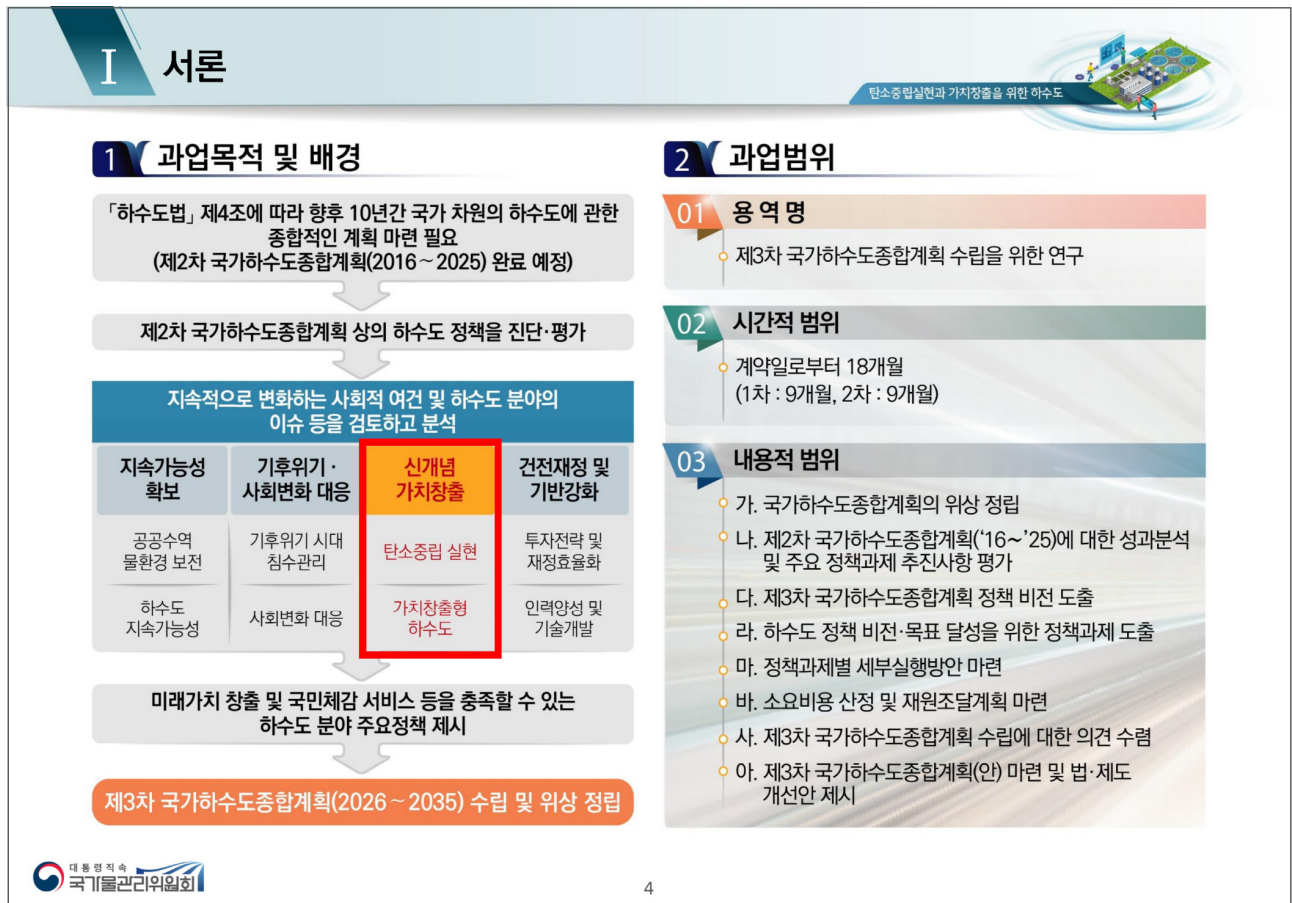 Ⅰ 서론
탄소중립실현과 가치창출을 위한 하수도
1 과업목적 및 배경
「하수도법」 제4조에 따라 향후 10년간 국가 차원의 하수도에 관한
종합적인 계획 마련 필요
(제2차 국가하수도종합계획(2016~2025) 완료 예정)
제2차 국가하수도종합계획 상의 하수도 정책을 진단·평가
지속적으로 변화하는 사회적 여건 및 하수도 분야의
이슈 등을 검토하고 분석
지속가능성
확보
기후위기·
사회변화 대응
신개념
가치창출
건전재정 및
기반강화
공공수역
물환경 보전
기후위기 시대
침수관리
탄소중립 실현
투자전략 및
재정효율화
하수도
지속가능성
사회변화 대응
가치창출형
하수도
인력양성 및
기술개발
미래가치 창출 및 국민체감 서비스 등을 충족할 수 있는
하수도 분야 주요정책 제시
제3차 국가하수도종합계획(2026~2035) 수립 및 위상 정립
2 과업범위
01 용역명
제3차 국가하수도종합계획 수립을 위한 연구
02 시간적 범위
계약일로부터 18개월
(1차 : 9개월, 2차 : 9개월)
03 내용적 범위
가. 국가하수도종합계획의 위상 정립
나. 제2차 국가하수도종합계획('16~'25)에 대한 성과분석
및 주요 정책과제 추진사항 평가
다. 제3차 국가하수도종합계획 정책 비전 도출
라. 하수도 정책 비전·목표 달성을 위한 정책과제 도출
마. 정책과제별 세부실행방안 마련
바. 소요비용 산정 및 재원조달계획 마련
사. 제3차 국가하수도종합계획 수립에 대한 의견 수렴
아. 제3차 국가하수도종합계획(안) 마련 및 법·제도
개선안 제시
대통령직속
국가물관리위원회
4